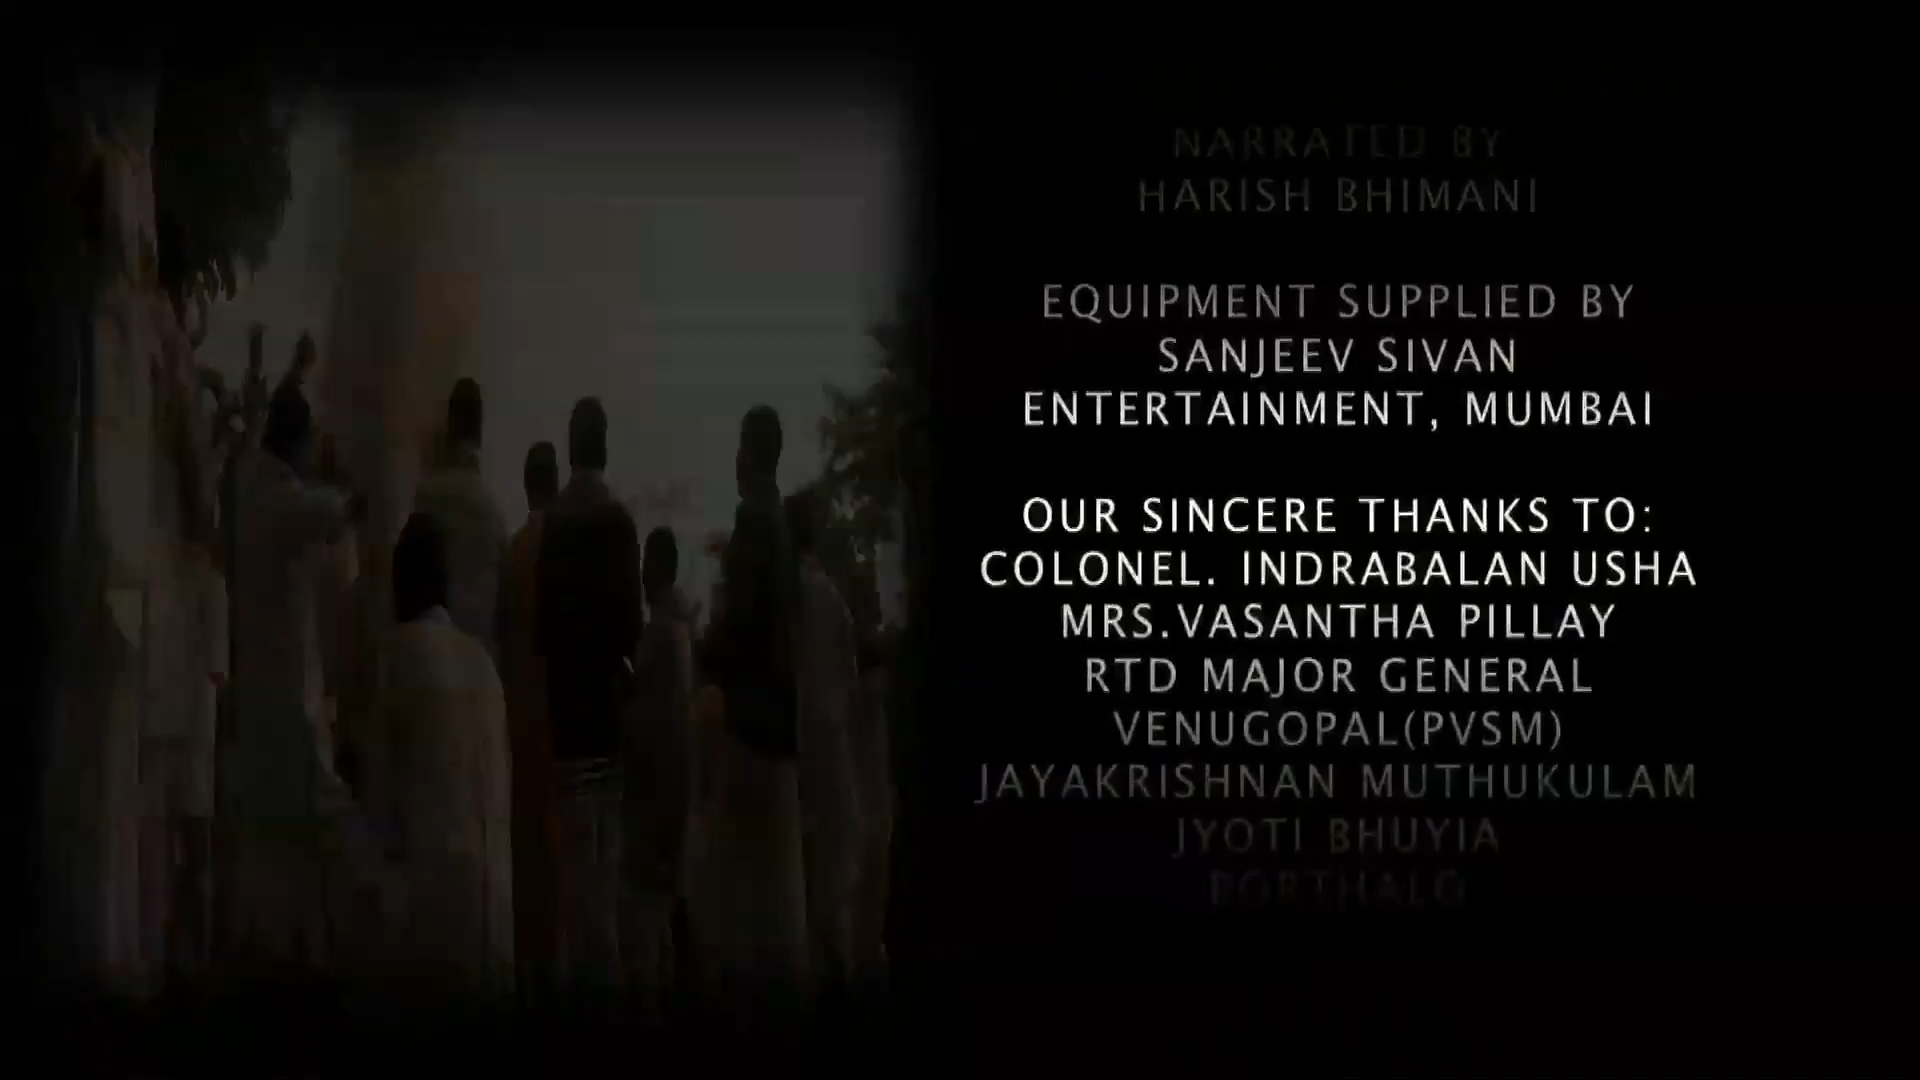 NARRATED BY
HARISH BHIMANI
EQUIPMENT SUPPLIED BY
SANJEEV SIVAN
ENTERTAINMENT, MUMBAI
OUR SINCERE THANKS TO:
COLONEL. INDRABALAN USHA
MRS.VASANTHA PILLAY
RTD MAJOR GENERAL
VENUGOPAL(PVSM)
JAYAKRISHNAN MUTHUKULAM
JYOTI BHUYIA